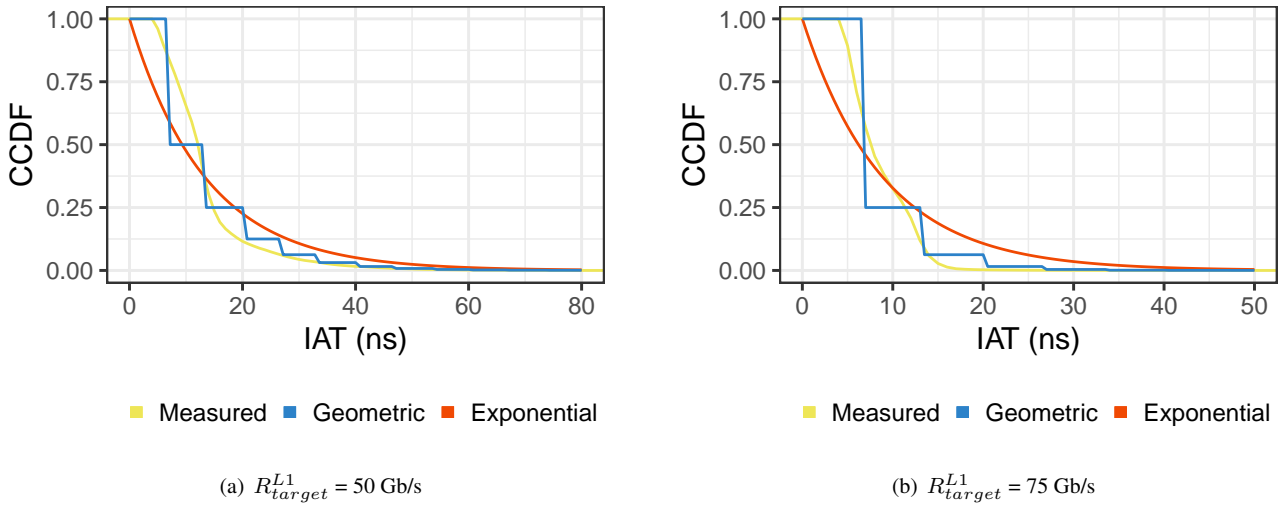 1.00
0.75
0.50
0.25
0.00
CCDF
0 20 40 60 80
IAT (ns)
Measured Geometric Exponential
(a) R^{L1}_{target} = 50 Gb/s
1.00
0.75
0.50
0.25
0.00
CCDF
0 10 20 30 40 50
IAT (ns)
Measured Geometric Exponential
(b) R^{L1}_{target} = 75 Gb/s